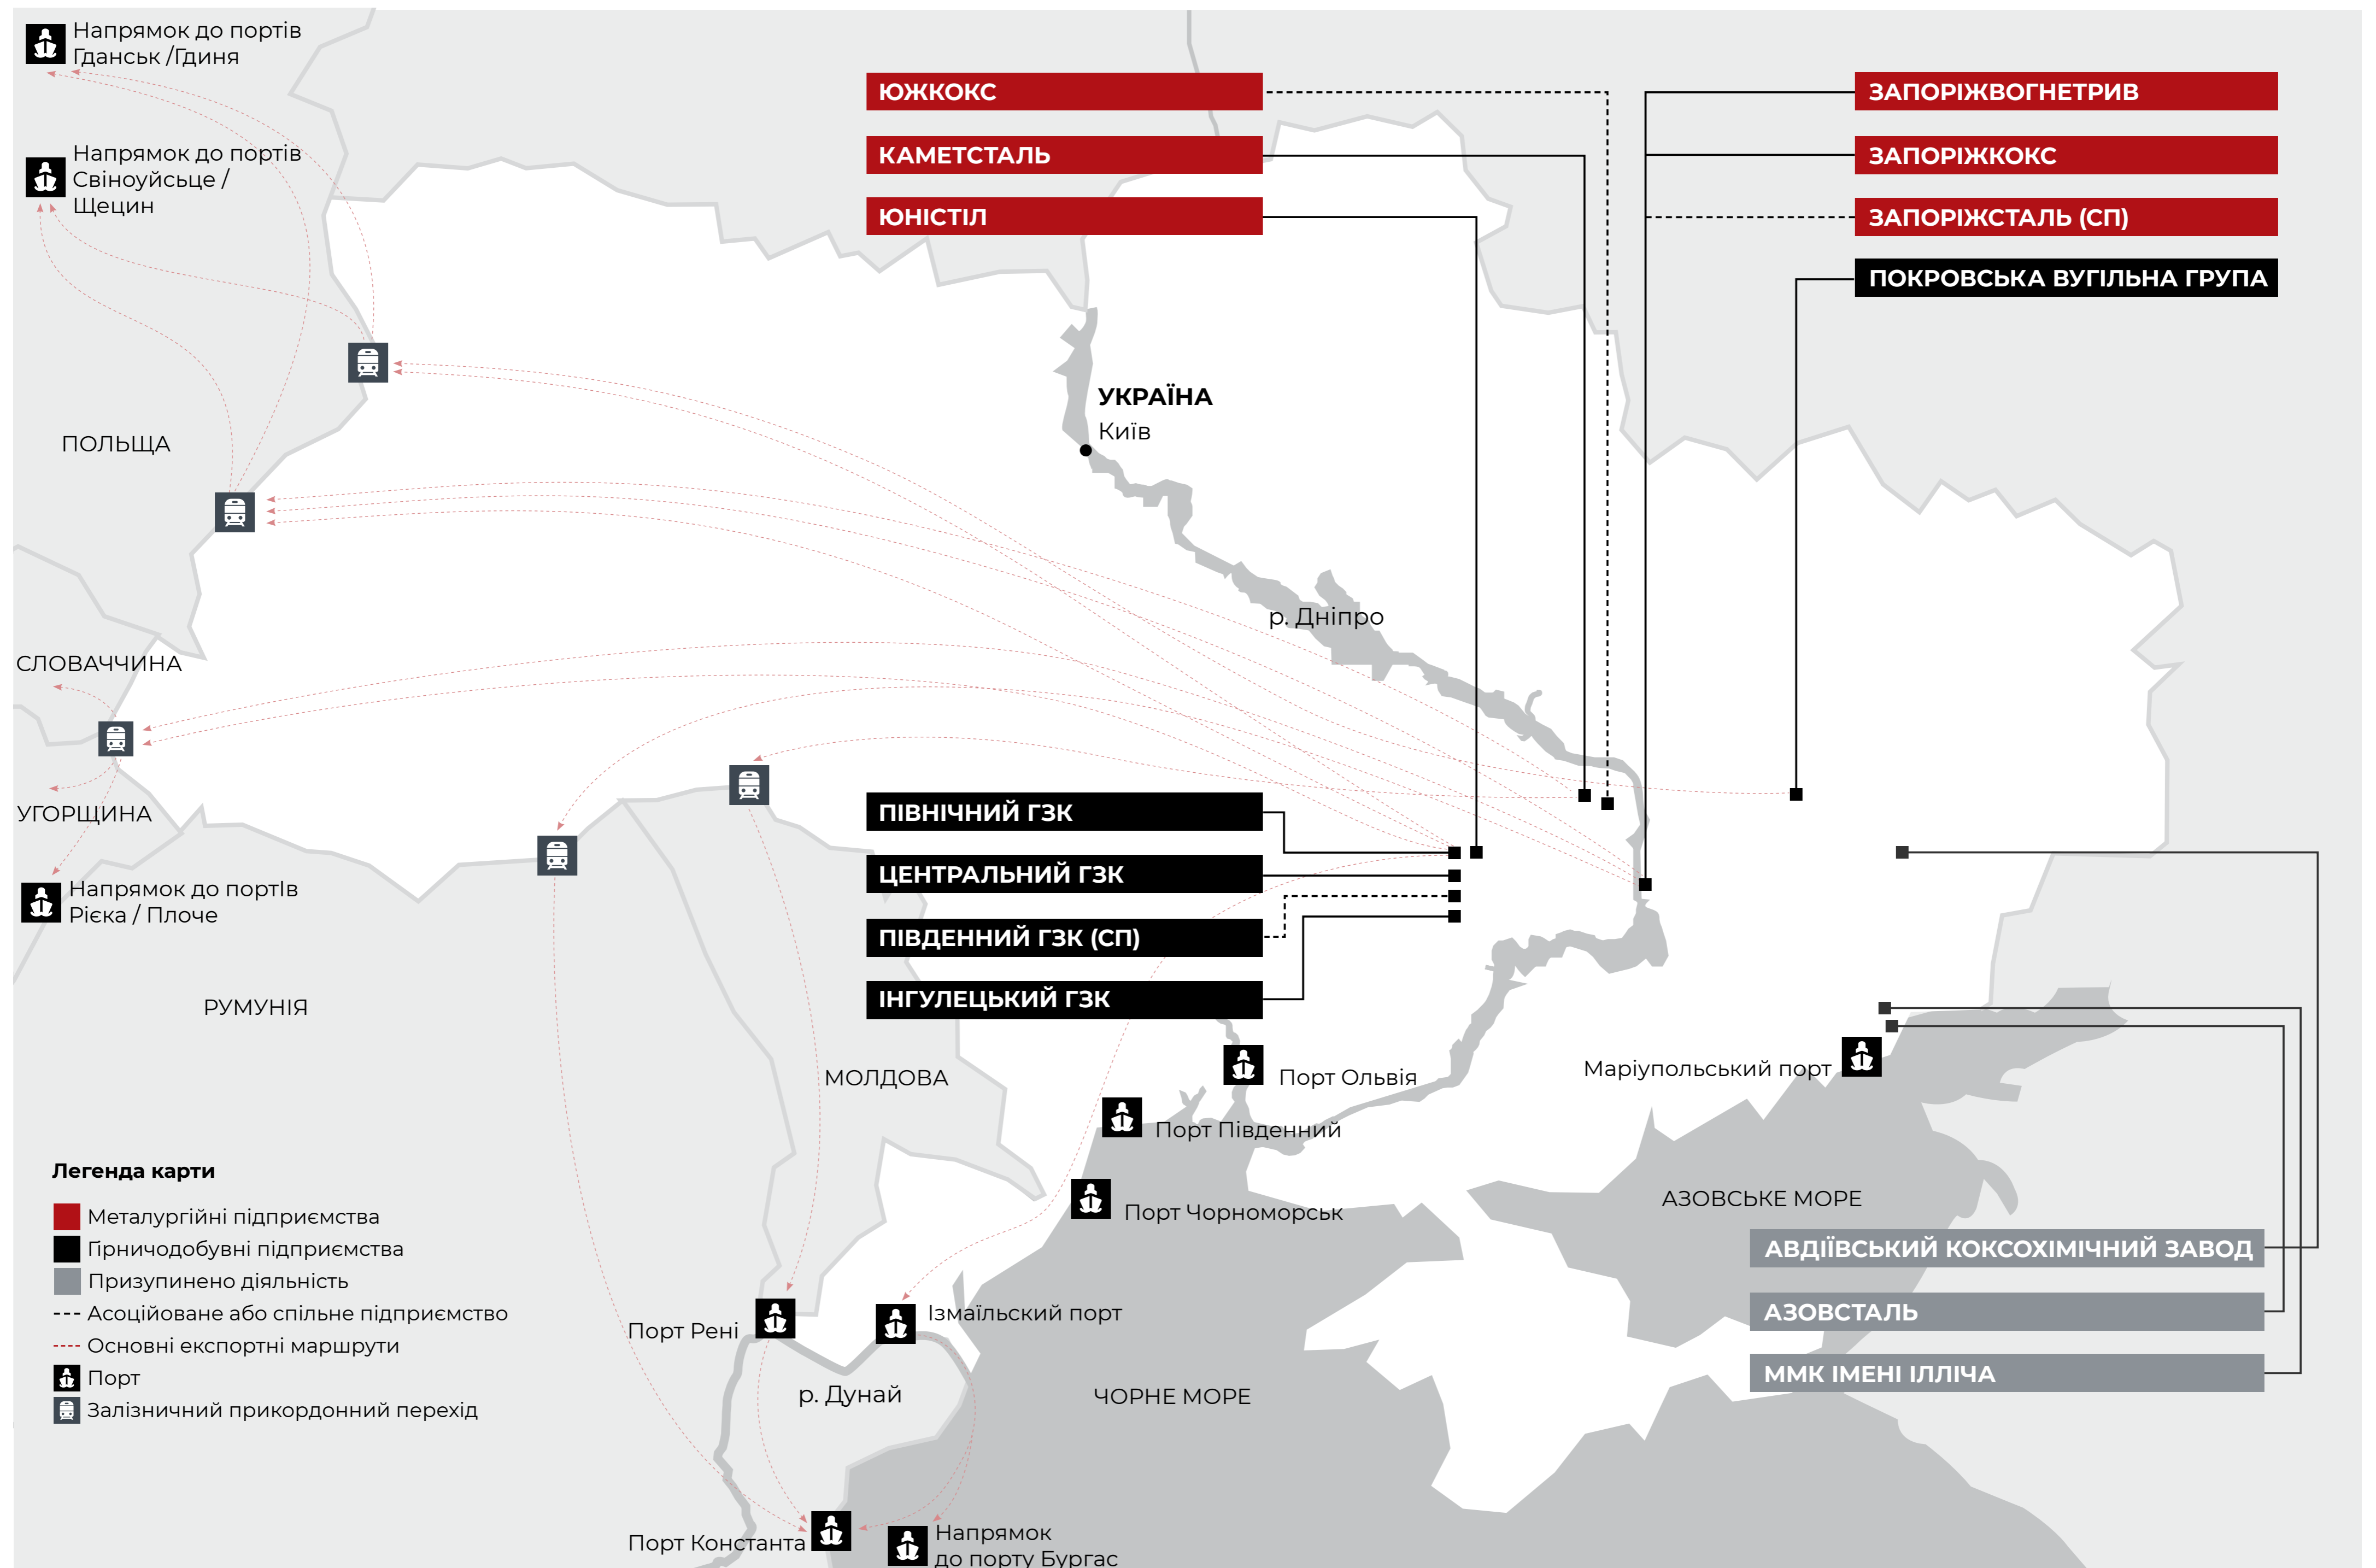 Напрямок до портів
Гданськ /Гдиня
Напрямок до портів
Свіноуйсьце /
Щецин
ЮЖКОКС
КАМЕТСТАЛЬ
ЮНІСТІЛ
ЗАПОРІЖВОГНЕТРИВ
ЗАПОРІЖКОКС
ЗАПОРІЖСТАЛЬ (СП)
ПОКРОВСЬКА ВУГІЛЬНА ГРУПА
УКРАЇНА
Київ
ПОЛЬЩА
р. Дніпро
СЛОВАЧЧИНА
УГОРЩИНА
Напрямок до портІв
Рієка / Плоче
РУМУНІЯ
ПІВНІЧНИЙ ГЗК
ЦЕНТРАЛЬНИЙ ГЗК
ПІВДЕННИЙ ГЗК (СП)
ІНГУЛЕЦЬКИЙ ГЗК
МОЛДОВА
Порт Ольвія
Порт Південний
Порт Чорноморськ
Маріупольський порт
АЗОВСЬКЕ МОРЕ
АВДІЇВСЬКИЙ КОКСОХІМІЧНИЙ ЗАВОД
АЗОВСТАЛЬ
ММК ІМЕНІ ІЛЛІЧА
Легенда карти
Металургійні підприємства
Гірничодобувні підприємства
Призупинено діяльність
Асоційоване або спільне підприємство
Основні експортні маршрути
Порт
Залізничний прикордонний перехід
Порт Рені
Ізмаїльский порт
р. Дунай
ЧОРНЕ МОРЕ
Порт Константа
Напрямок
до порту Бургас